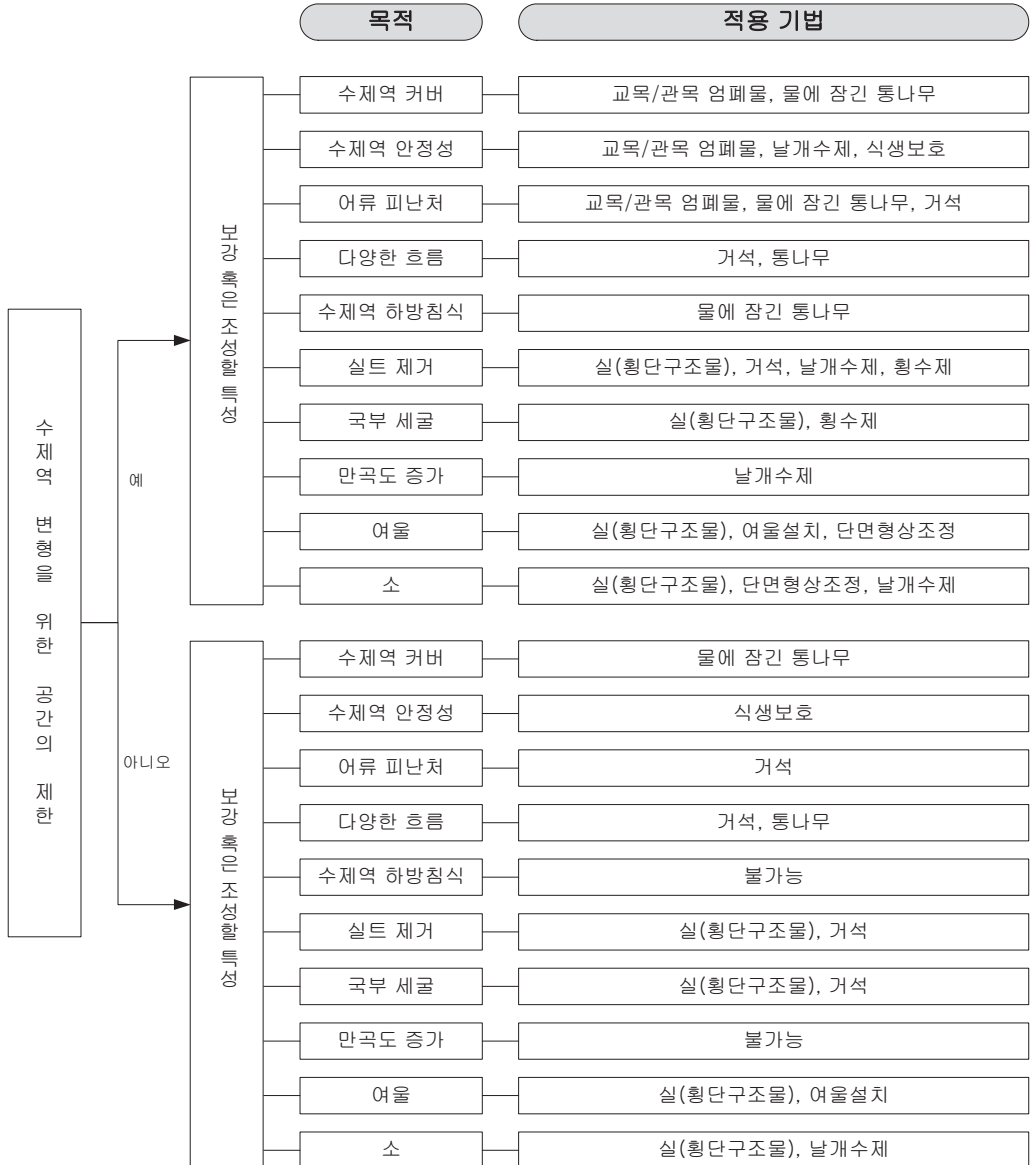 목적 적용 기법
수제역 변형을 위한 공간의 제한
예
보강 혹은 조성할 특성
수제역 커버 교목/관목 엄폐물, 물에 잠긴 통나무
수제역 안정성 교목/관목 엄폐물, 날개수제, 식생보호
어류 피난처 교목/관목 엄폐물, 물에 잠긴 통나무, 거석
다양한 흐름 거석, 통나무
수제역 하방침식 물에 잠긴 통나무
실트 제거 실(횡단구조물), 거석, 날개수제, 횡수제
국부 세굴 실(횡단구조물), 횡수제
만곡도 증가 날개수제
여울 실(횡단구조물), 여울설치, 단면형상조정
소 실(횡단구조물), 단면형상조정, 날개수제
아니오
보강 혹은 조성할 특성
수제역 커버 물에 잠긴 통나무
수제역 안정성 식생보호
어류 피난처 거석
다양한 흐름 거석, 통나무
수제역 하방침식 불가능
실트 제거 실(횡단구조물), 거석
국부 세굴 실(횡단구조물), 거석
만곡도 증가 불가능
여울 실(횡단구조물), 여울설치
소 실(횡단구조물), 날개수제